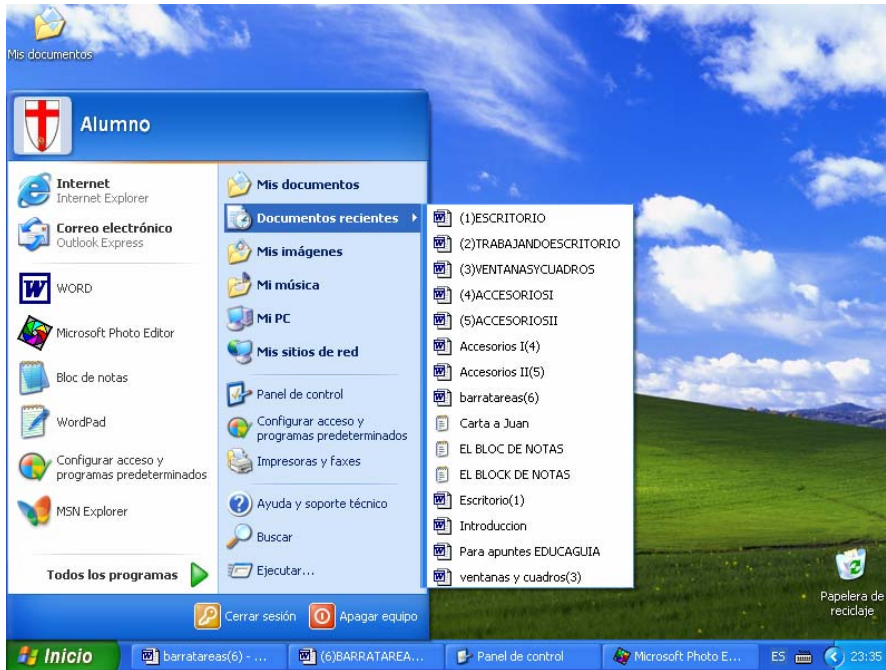 Mis documentos
Alumno
Internet
Internet Explorer
Correo electrónico
Outlook Express
WORD
Microsoft Photo Editor
Bloc de notas
WordPad
Configurar acceso y
programas predeterminados
MSN Explorer
Todos los programas
Mis documentos
Documentos recientes
Mis imágenes
Mi música
Mi PC
Mis sitios de red
Panel de control
Configurar acceso y
programas predeterminados
Impresoras y faxes
Ayuda y soporte técnico
Buscar
Ejecutar...
(1)ESCRITORIO
(2)TRABAJANDOESCRITORIO
(3)VENTANASYCUADROS
(4)ACCESORIOSI
(5)ACCESORIOSII
Accesorios I(4)
Accesorios II(5)
barratareas(6)
Carta a Juan
EL BLOC DE NOTAS
EL BLOCK DE NOTAS
Escritorio(1)
Introduccion
Para apuntes EDUCAGUIA
ventanas y cuadros(3)
Cerrar sesión
Apagar equipo
Papelera de
reciclaje
Inicio
barratareas(6) - ...
(6)BARRATAREA...
Panel de control
Microsoft Photo E...
ES
23:35